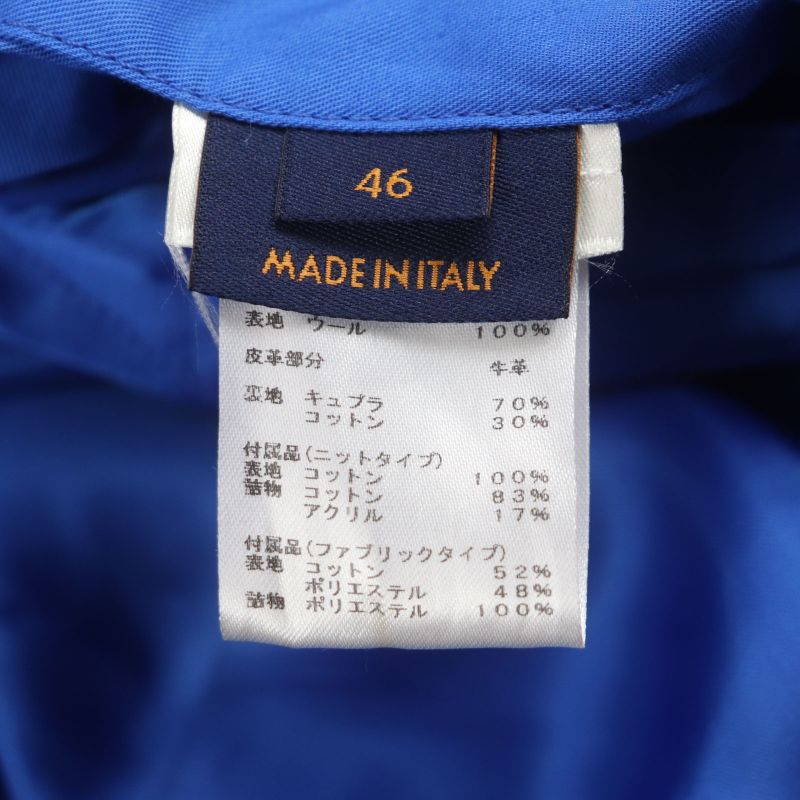 46
MADE IN ITALY
表地 ウール 100%
皮革部分 牛革
裏地 キュプラ 70%
コットン 30%
付属品(ニットタイプ)
表地 コットン 100%
詰物 コットン 83%
アクリル 17%
付属品(ファブリックタイプ)
表地 コットン 52%
ポリエステル 48%
詰物 ポリエステル 100%